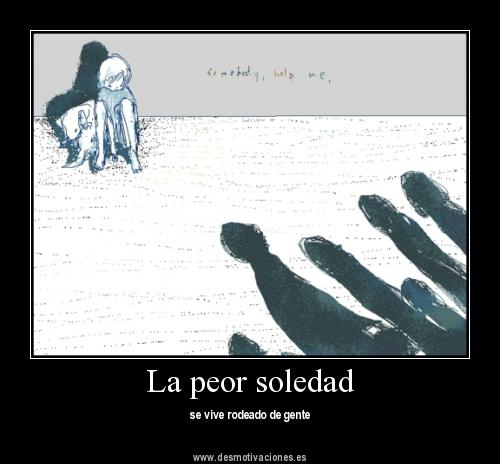 somebody, help me.
La peor soledad
se vive rodeado de gente
www.desmotivaciones.es